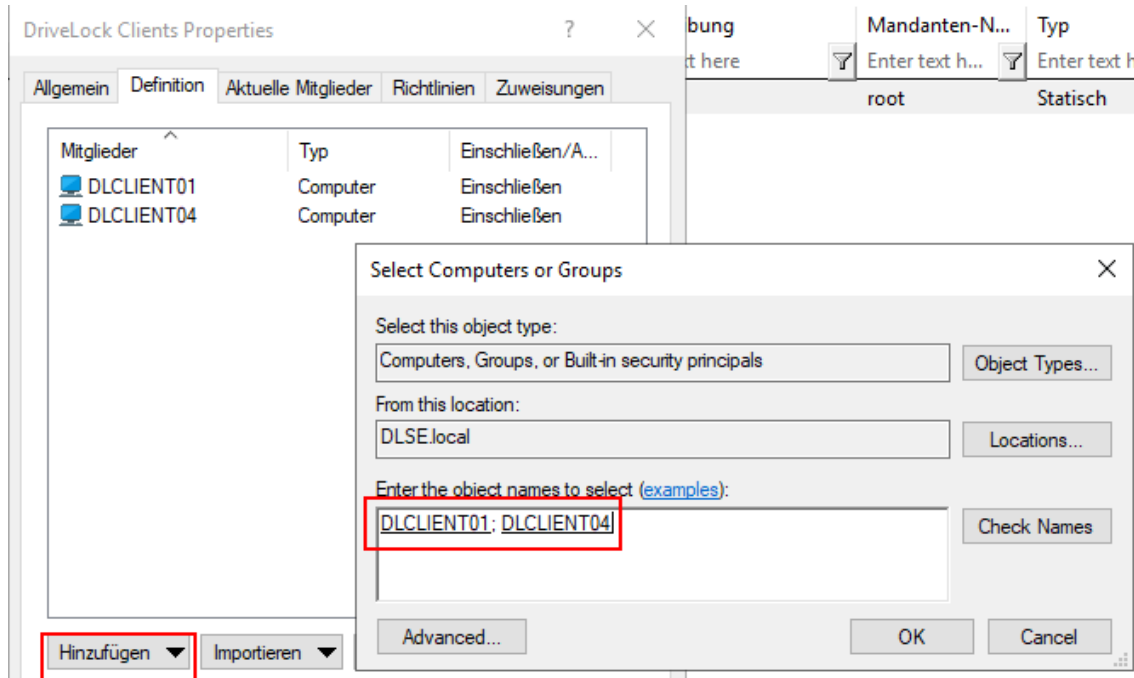 DriveLock Clients Properties ? ×
Allgemein Definition Aktuelle Mitglieder Richtlinien Zuweisungen
Mitglieder Typ Einschließen/A...
DLCLIENT01 Computer Einschließen
DLCLIENT04 Computer Einschließen
Hinzufügen Importieren
bung Mandanten-N... Typ
xt here Enter text h... Enter text h
root Statisch
Select Computers or Groups ×
Select this object type:
Computers, Groups, or Built-in security principals Object Types...
From this location:
DLSE.local Locations...
Enter the object names to select (examples):
DLCLIENT01; DLCLIENT04 Check Names
Advanced... OK Cancel